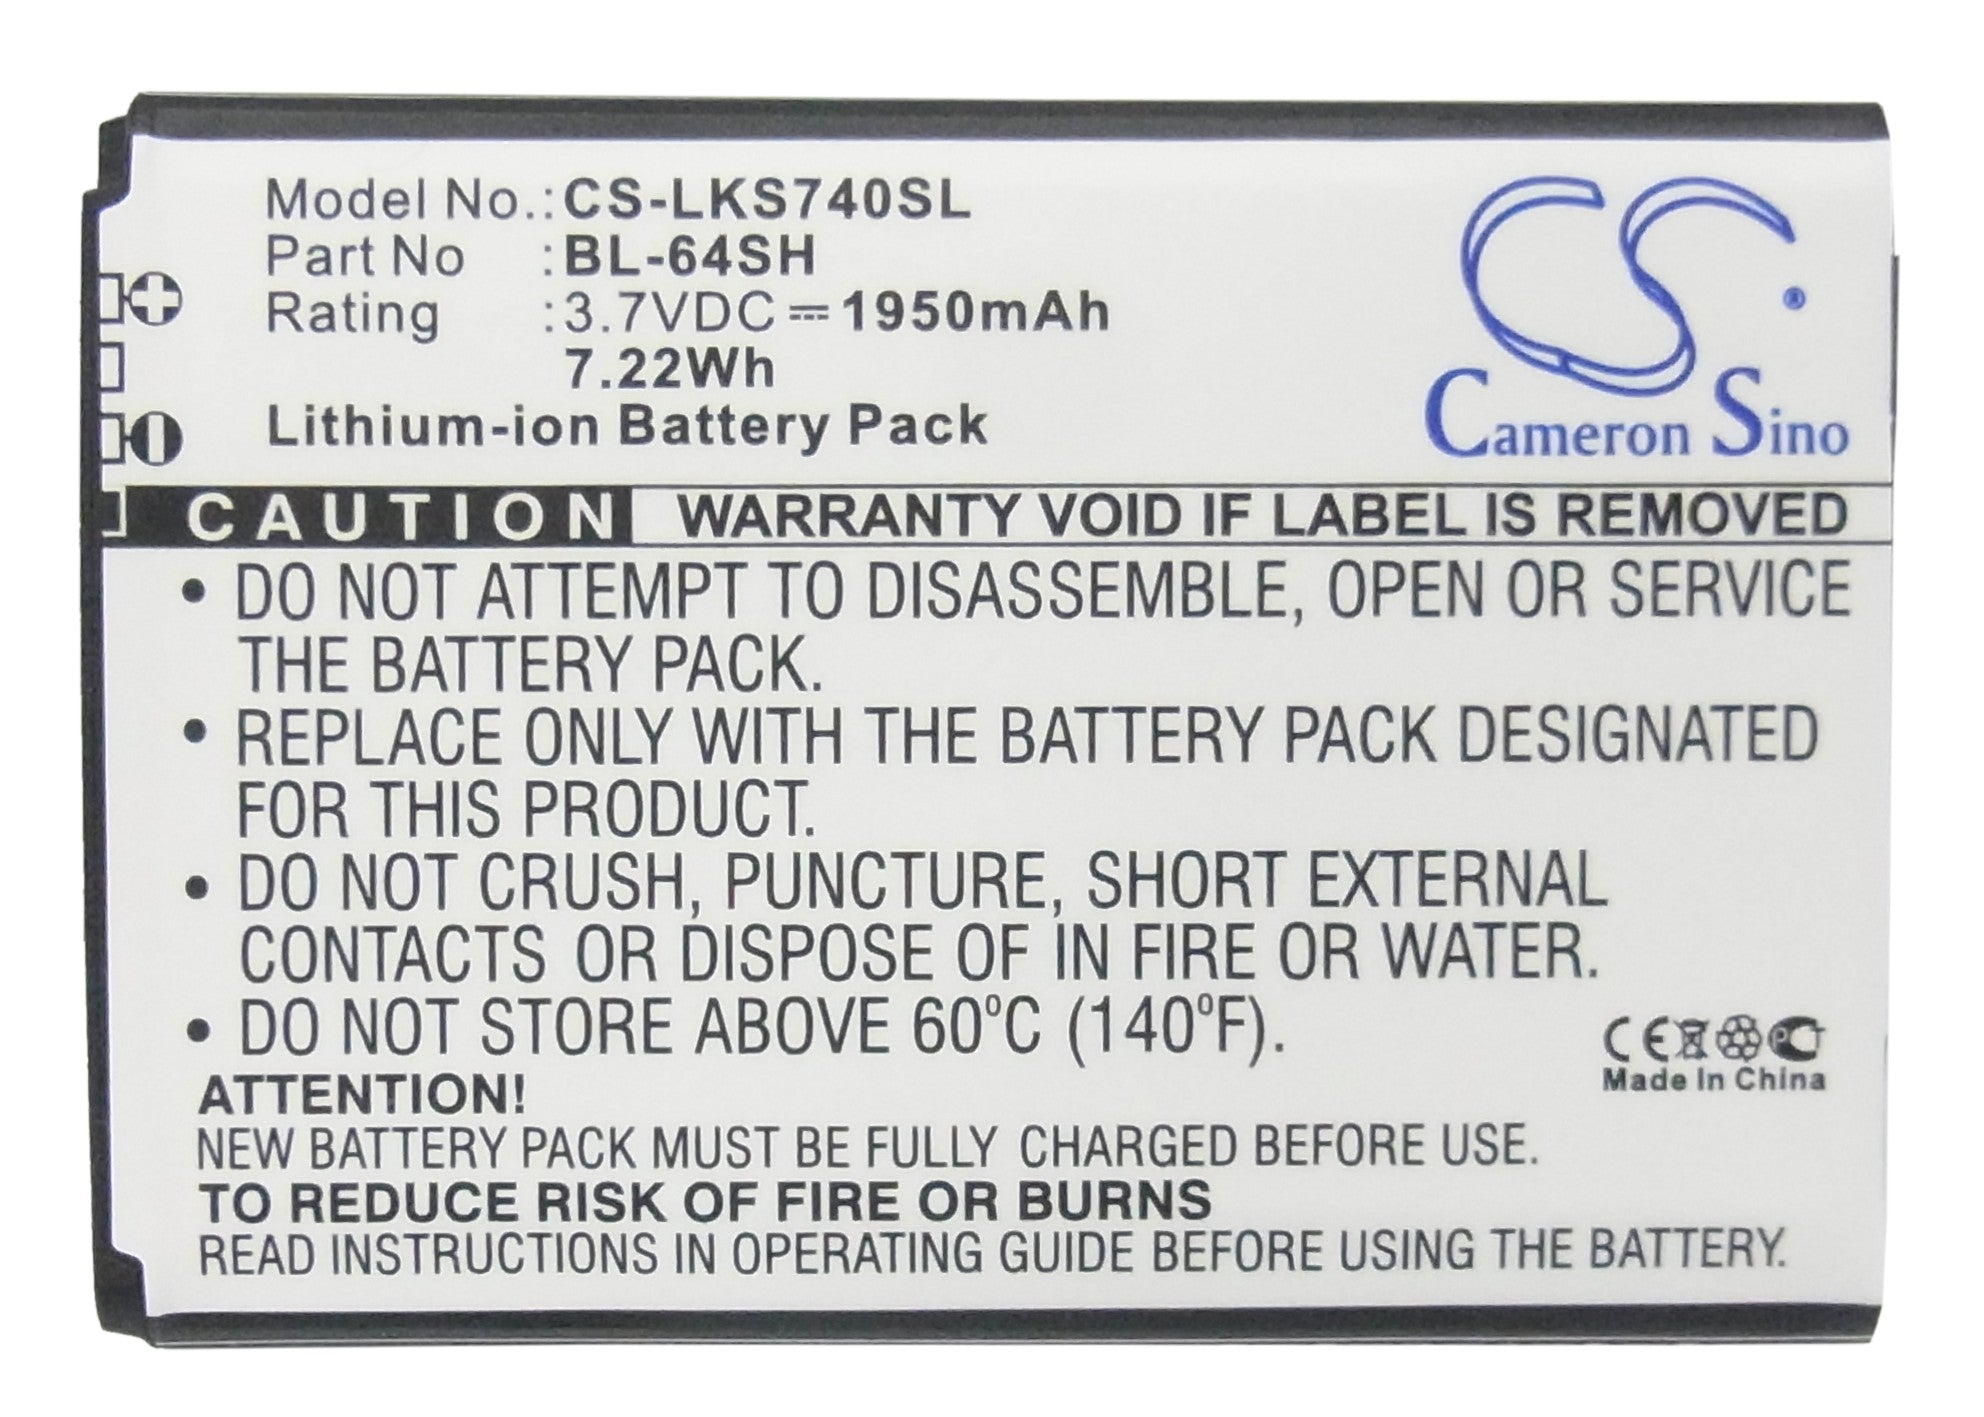 Model No.: CS-LKS740SL
Part No : BL-64SH
Rating : 3.7VDC ⎓ 1950mAh
7.22Wh
Lithium-ion Battery Pack
CS ®
Cameron Sino
CAUTION WARRANTY VOID IF LABEL IS REMOVED
• DO NOT ATTEMPT TO DISASSEMBLE, OPEN OR SERVICE
THE BATTERY PACK.
• REPLACE ONLY WITH THE BATTERY PACK DESIGNATED
FOR THIS PRODUCT.
• DO NOT CRUSH, PUNCTURE, SHORT EXTERNAL
CONTACTS OR DISPOSE OF IN FIRE OR WATER.
• DO NOT STORE ABOVE 60°C (140°F).
CE
Made In China
ATTENTION!
NEW BATTERY PACK MUST BE FULLY CHARGED BEFORE USE.
TO REDUCE RISK OF FIRE OR BURNS
READ INSTRUCTIONS IN OPERATING GUIDE BEFORE USING THE BATTERY.